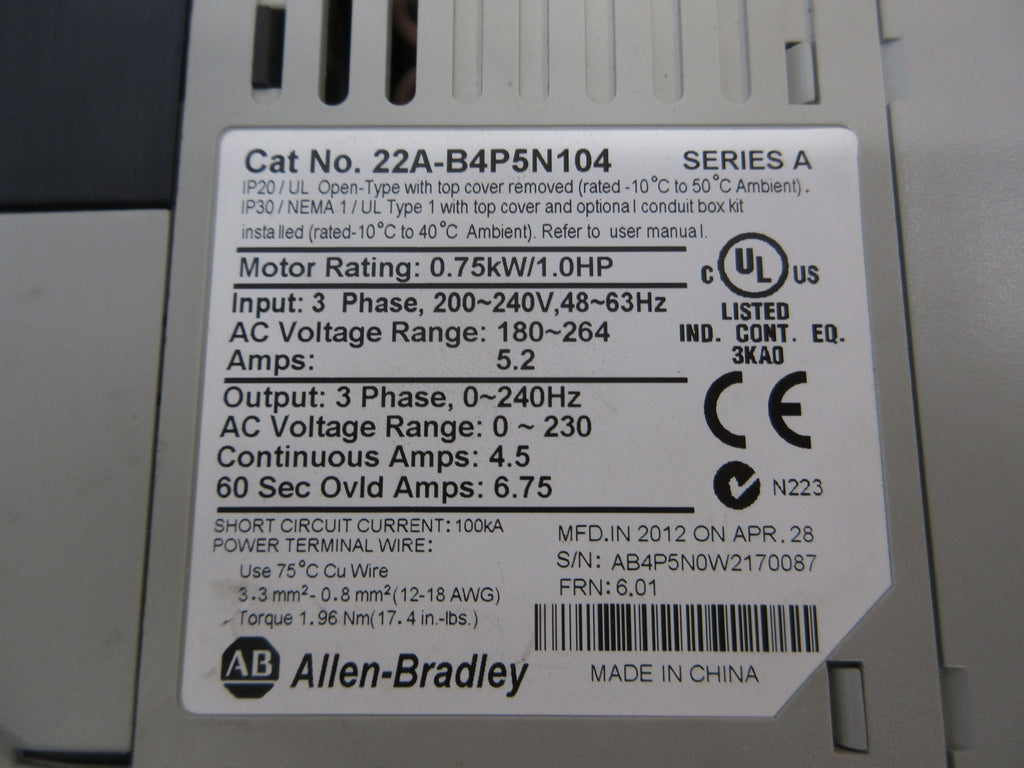 Cat No. 22A-B4P5N104 SERIES A
IP20 / UL Open-Type with top cover removed (rated -10°C to 50°C Ambient).
IP30 / NEMA 1 / UL Type 1 with top cover and optional conduit box kit
installed (rated-10°C to 40°C Ambient). Refer to user manual.
Motor Rating: 0.75kW/1.0HP
C UL US
LISTED
IND. CONT. EQ.
3KA0
Input: 3 Phase, 200~240V,48~63Hz
AC Voltage Range: 180~264
Amps: 5.2
CE
Output: 3 Phase, 0~240Hz
AC Voltage Range: 0 ~ 230
Continuous Amps: 4.5
60 Sec Ovld Amps: 6.75
N223
SHORT CIRCUIT CURRENT: 100kA
POWER TERMINAL WIRE:
Use 75°C Cu Wire
3.3 mm²- 0.8 mm²(12-18 AWG)
Torque 1.96 Nm(17.4 in.-lbs.)
MFD.IN 2012 ON APR. 28
S/N: AB4P5N0W2170087
FRN: 6.01
AB Allen-Bradley
MADE IN CHINA